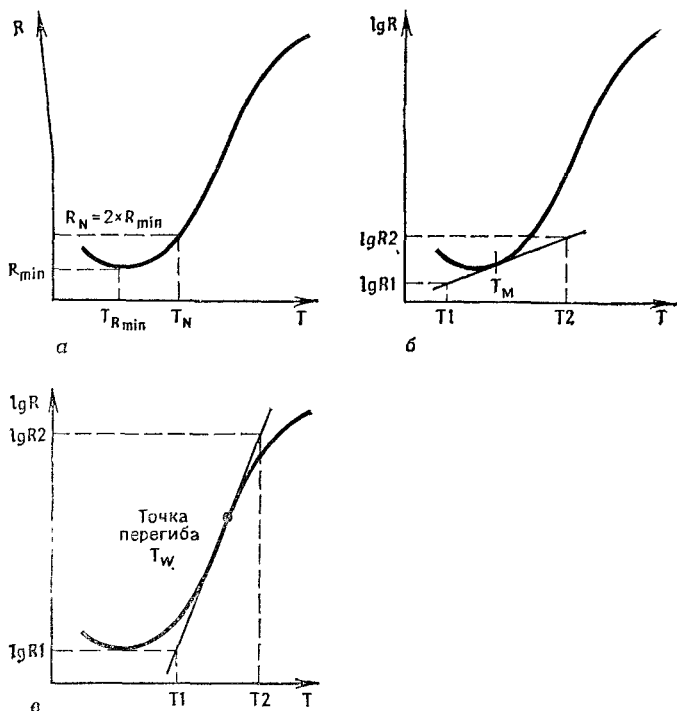 R
R_N = 2×R_min
R_min
T_Rmin
T_N
T
а
lgR
lgR2
lgR1
T_M
T1
T2
T
б
lgR
lgR2
Точка
перегиба
T_W
lgR1
T1
T2
T
в